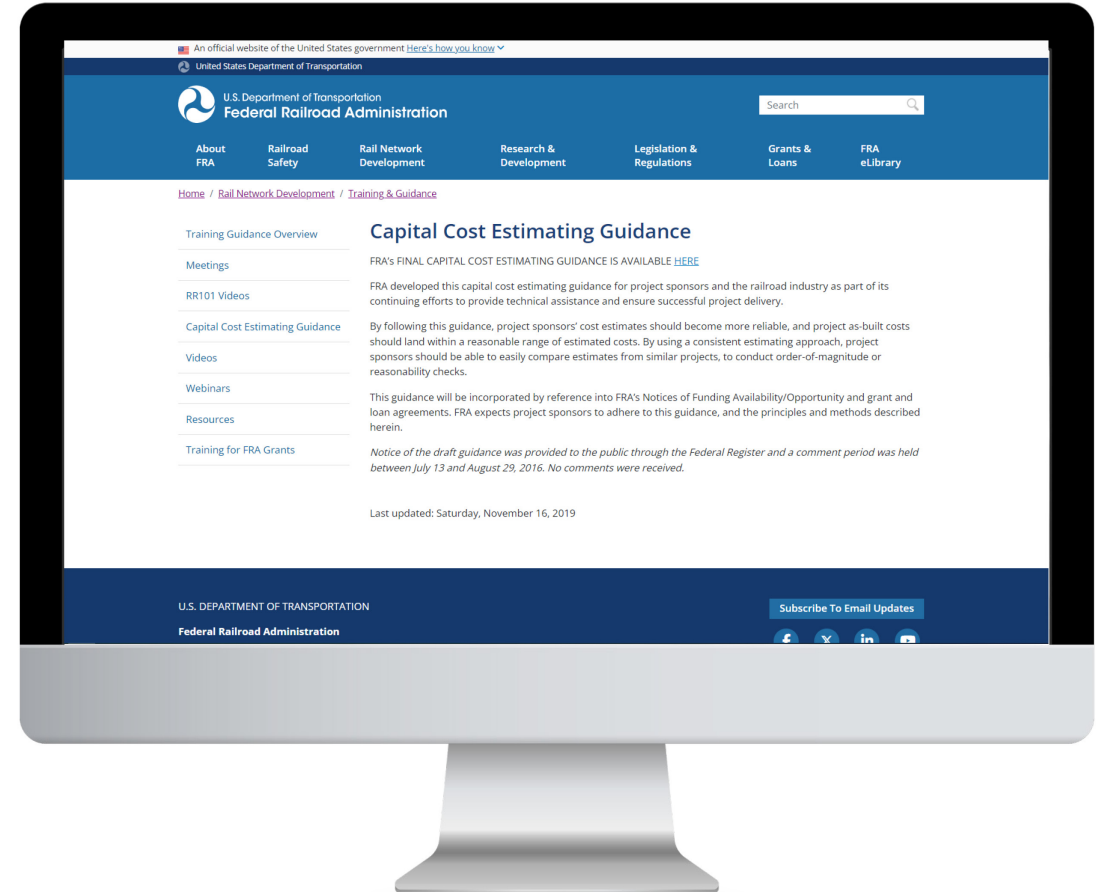 An official website of the United States government Here's how you know
United States Department of Transportation
U.S. Department of Transportation
Federal Railroad Administration
Search
About FRA
Railroad Safety
Rail Network Development
Research & Development
Legislation & Regulations
Grants & Loans
FRA eLibrary
Home / Rail Network Development / Training & Guidance
Training Guidance Overview
Meetings
RR101 Videos
Capital Cost Estimating Guidance
Videos
Webinars
Resources
Training for FRA Grants
Capital Cost Estimating Guidance
FRA's FINAL CAPITAL COST ESTIMATING GUIDANCE IS AVAILABLE HERE
FRA developed this capital cost estimating guidance for project sponsors and the railroad industry as part of its
continuing efforts to provide technical assistance and ensure successful project delivery.
By following this guidance, project sponsors' cost estimates should become more reliable, and project as-built costs
should land within a reasonable range of estimated costs. By using a consistent estimating approach, project
sponsors should be able to easily compare estimates from similar projects, to conduct order-of-magnitude or
reasonability checks.
This guidance will be incorporated by reference into FRA's Notices of Funding Availability/Opportunity and grant and
loan agreements. FRA expects project sponsors to adhere to this guidance, and the principles and methods described
herein.
Notice of the draft guidance was provided to the public through the Federal Register and a comment period was held
between July 13 and August 29, 2016. No comments were received.
Last updated: Saturday, November 16, 2019
U.S. DEPARTMENT OF TRANSPORTATION
Federal Railroad Administration
Subscribe To Email Updates